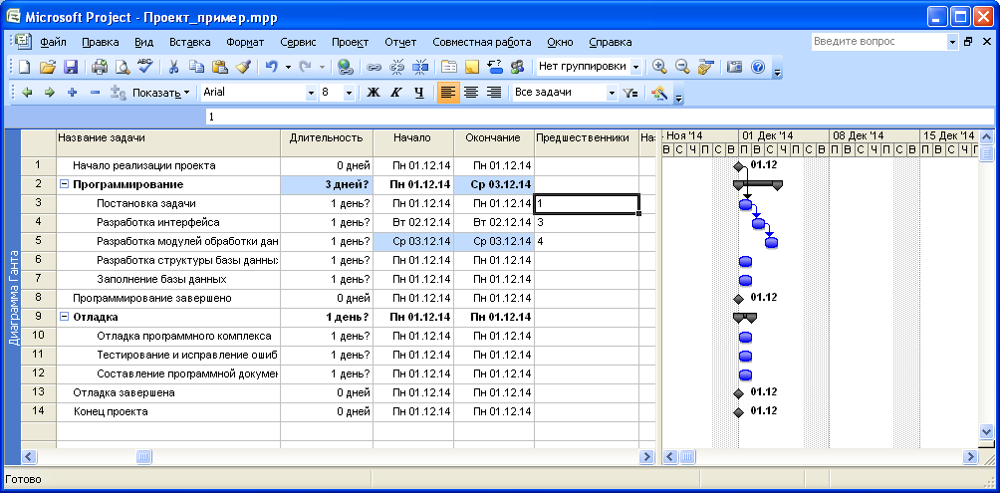 Microsoft Project - Проект_пример.mpp
Файл Правка Вид Вставка Формат Сервис Проект Отчет Совместная работа Окно Справка Введите вопрос
Нет группировки
Показать Arial 8 Ж К Ч Все задачи
1
Название задачи Длительность Начало Окончание Предшественники Наз Ноя '14 01 Дек '14 08 Дек '14 15 Дек '14
В С Ч П С В П В С Ч П С В П В С Ч П С В П В С Ч П
1 Начало реализации проекта 0 дней Пн 01.12.14 Пн 01.12.14 01.12
2 Программирование 3 дней? Пн 01.12.14 Ср 03.12.14
3 Постановка задачи 1 день? Пн 01.12.14 Пн 01.12.14 1
4 Разработка интерфейса 1 день? Вт 02.12.14 Вт 02.12.14 3
5 Разработка модулей обработки дан 1 день? Ср 03.12.14 Ср 03.12.14 4
6 Разработка структуры базы данных 1 день? Пн 01.12.14 Пн 01.12.14
7 Заполнение базы данных 1 день? Пн 01.12.14 Пн 01.12.14
8 Программирование завершено 0 дней Пн 01.12.14 Пн 01.12.14 01.12
9 Отладка 1 день? Пн 01.12.14 Пн 01.12.14
10 Отладка программного комплекса 1 день? Пн 01.12.14 Пн 01.12.14
11 Тестирование и исправление ошиб 1 день? Пн 01.12.14 Пн 01.12.14
12 Составление программной докумен 1 день? Пн 01.12.14 Пн 01.12.14
13 Отладка завершена 0 дней Пн 01.12.14 Пн 01.12.14 01.12
14 Конец проекта 0 дней Пн 01.12.14 Пн 01.12.14 01.12
Диаграмма Ганта
Готово